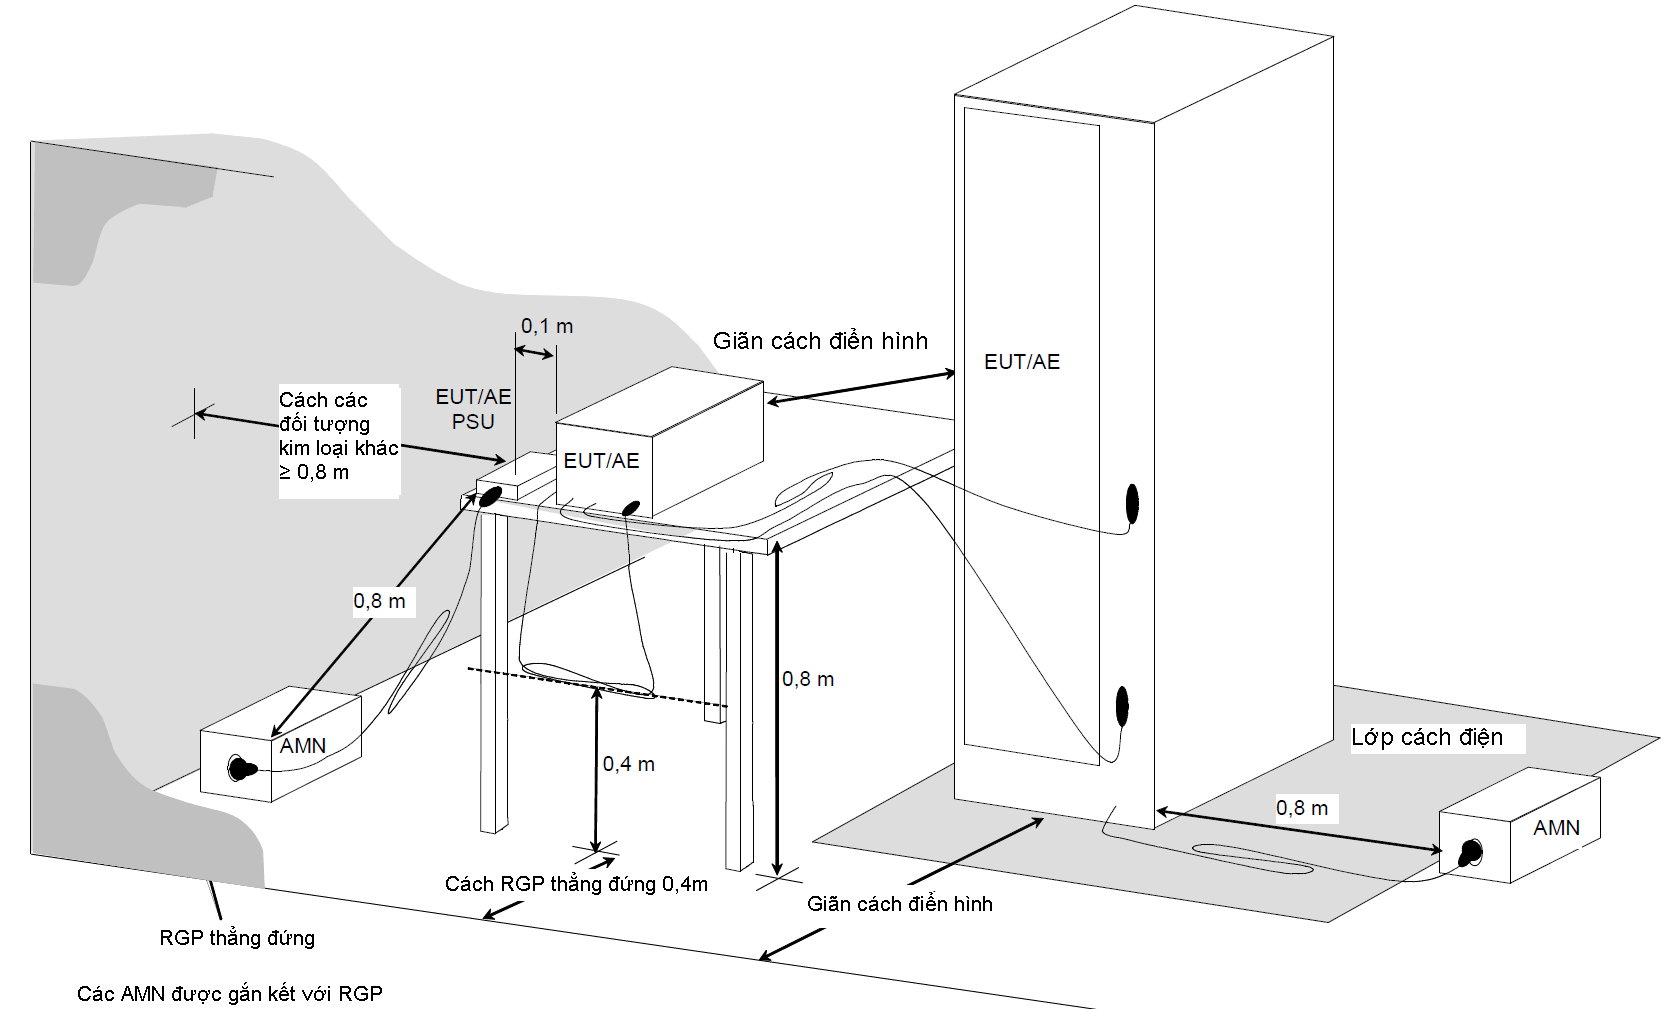 0,1 m
Giãn cách điển hình
EUT/AE
Cách các
đối tượng
kim loại khác
≥ 0,8 m
EUT/AE
PSU
EUT/AE
0,8 m
0,8 m
AMN
0,4 m
Lớp cách điện
0,8 m
AMN
Cách RGP thẳng đứng 0,4m
Giãn cách điển hình
RGP thẳng đứng
Các AMN được gắn kết với RGP